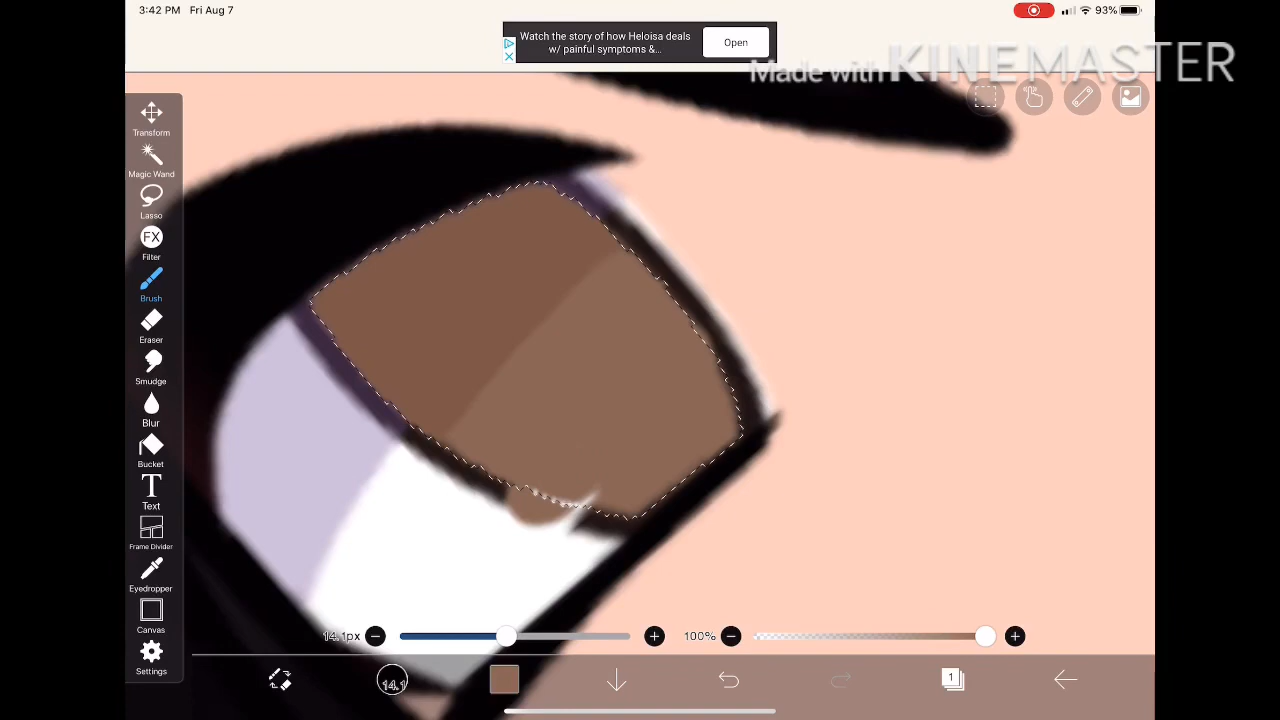 3:42 PM Fri Aug 7
93%
Watch the story of how Heloisa deals
w/ painful symptoms &...
Open
Made with KINEMASTER
Transform
Magic Wand
Lasso
FX
Filter
Brush
Eraser
Smudge
Blur
Bucket
T
Text
Frame Divider
Eyedropper
Canvas
Settings
14.1px
100%
14.1
1